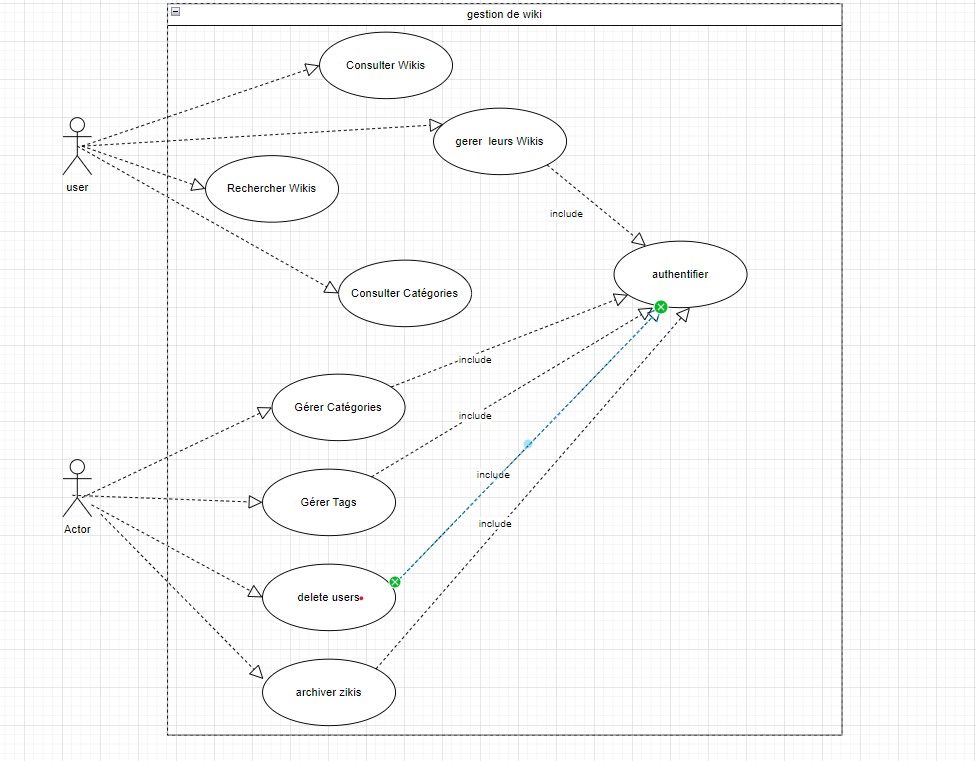 gestion de wiki
Consulter Wikis
gerer leurs Wikis
user
Rechercher Wikis
include
authentifier
Consulter Catégories
include
Gérer Catégories
include
Actor
Gérer Tags
include
include
delete users
archiver zikis